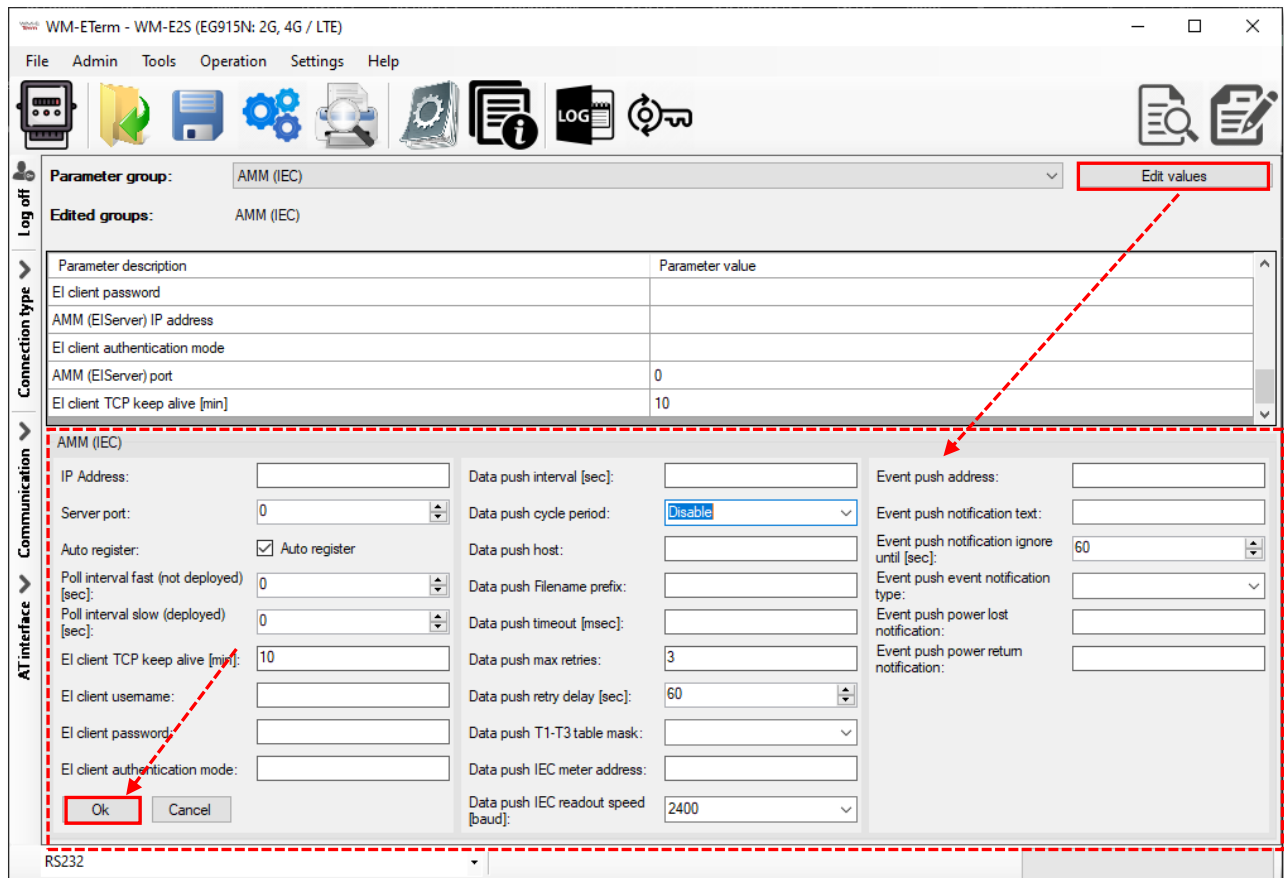 WM-ETerm - WM-E2S (EG915N: 2G, 4G / LTE)
File Admin Tools Operation Settings Help
LOG
Parameter group: AMM (IEC) Edit values
Edited groups: AMM (IEC)
Log off
Connection type
Communication
AT interface
Parameter description Parameter value
EI client password
AMM (EIServer) IP address
EI client authentication mode
AMM (EIServer) port 0
EI client TCP keep alive [min] 10
AMM (IEC)
IP Address:
Server port: 0
Auto register: Auto register
Poll interval fast (not deployed)
[sec]: 0
Poll interval slow (deployed)
[sec]: 0
EI client TCP keep alive [min]: 10
EI client username:
EI client password:
EI client authentication mode:
Ok Cancel
Data push interval [sec]:
Data push cycle period: Disable
Data push host:
Data push Filename prefix:
Data push timeout [msec]:
Data push max retries: 3
Data push retry delay [sec]: 60
Data push T1-T3 table mask:
Data push IEC meter address:
Data push IEC readout speed
[baud]: 2400
Event push address:
Event push notification text:
Event push notification ignore
until [sec]: 60
Event push event notification
type:
Event push power lost
notification:
Event push power return
notification:
RS232